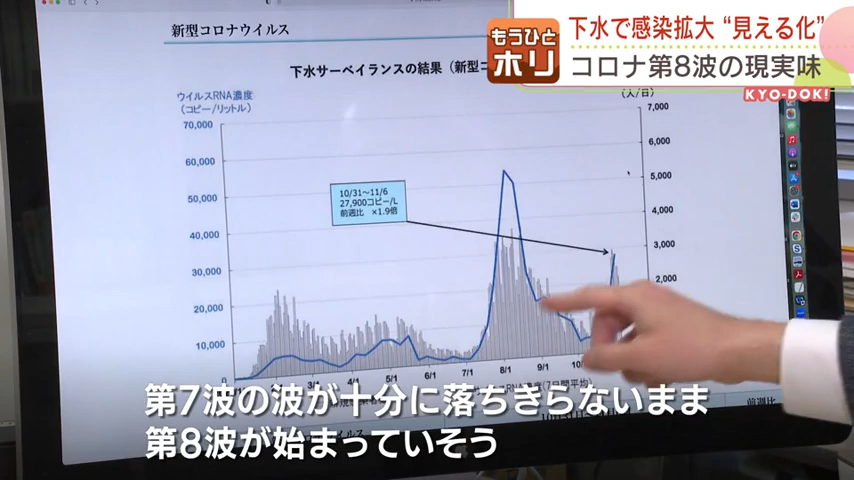 もうひと
ホリ
下水で感染拡大“見える化”
コロナ第8波の現実味
KYO-DOKI
新型コロナウイルス
下水サーベイランスの結果（新型コ
ウイルスRNA濃度
（コピー/リットル）
（人/日）
70,000
60,000
50,000
40,000
30,000
20,000
10,000
7,000
6,000
5,000
4,000
3,000
2,000
10/31～11/6
27,900コピー/L
前週比 ×1.9倍
3/1
4/1
5/1
6/1
7/1
8/1
9/1
第7波の波が十分に落ちきらないまま
第8波が始まっていそう
前週比